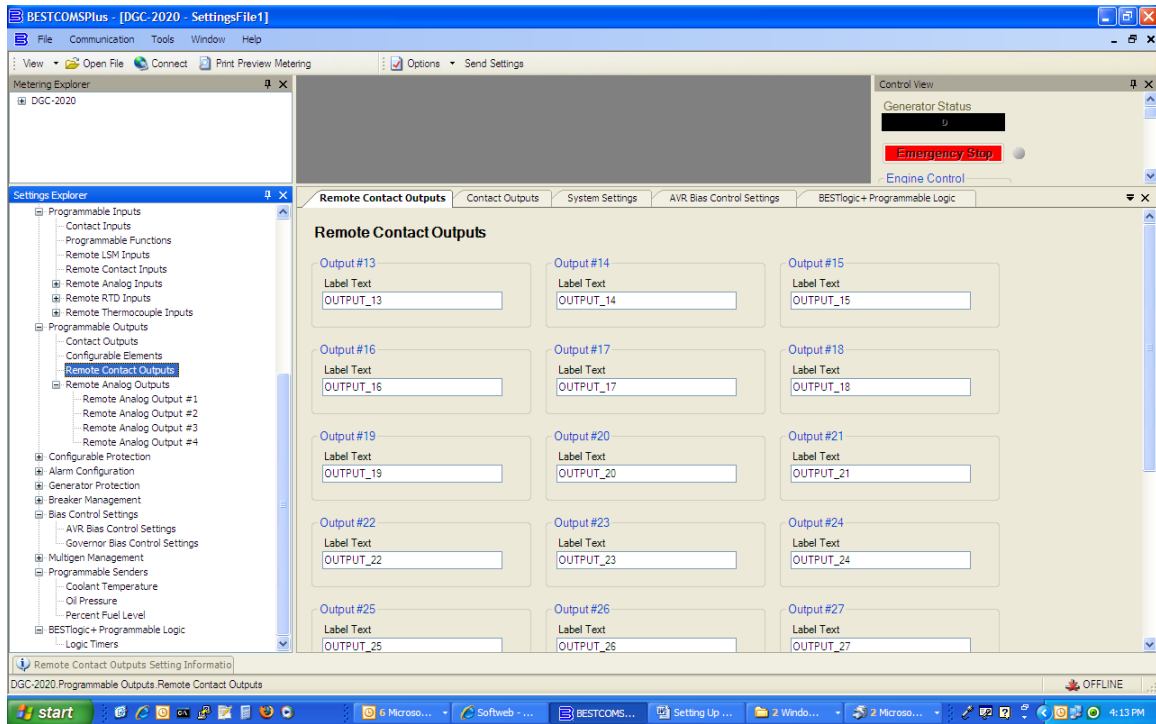 BESTCOMSPlus - [DGC-2020 - SettingsFile1]
File Communication Tools Window Help
View Open File Connect Print Preview Metering Options Send Settings
Metering Explorer
DGC-2020
Control View
Generator Status
Emergency Stop
Engine Control
Settings Explorer
Programmable Inputs
Contact Inputs
Programmable Functions
Remote LSM Inputs
Remote Contact Inputs
Remote Analog Inputs
Remote RTD Inputs
Remote Thermocouple Inputs
Programmable Outputs
Contact Outputs
Configurable Elements
Remote Contact Outputs
Remote Analog Outputs
Remote Analog Output #1
Remote Analog Output #2
Remote Analog Output #3
Remote Analog Output #4
Configurable Protection
Alarm Configuration
Generator Protection
Breaker Management
Bias Control Settings
AVR Bias Control Settings
Governor Bias Control Settings
Multigen Management
Programmable Senders
Coolant Temperature
Oil Pressure
Percent Fuel Level
BESTlogic+ Programmable Logic
Logic Timers
Remote Contact Outputs Contact Outputs System Settings AVR Bias Control Settings BESTlogic+ Programmable Logic
Remote Contact Outputs
Output #13 Output #14 Output #15
Label Text Label Text Label Text
OUTPUT_13 OUTPUT_14 OUTPUT_15
Output #16 Output #17 Output #18
Label Text Label Text Label Text
OUTPUT_16 OUTPUT_17 OUTPUT_18
Output #19 Output #20 Output #21
Label Text Label Text Label Text
OUTPUT_19 OUTPUT_20 OUTPUT_21
Output #22 Output #23 Output #24
Label Text Label Text Label Text
OUTPUT_22 OUTPUT_23 OUTPUT_24
Output #25 Output #26 Output #27
Label Text Label Text Label Text
OUTPUT_25 OUTPUT_26 OUTPUT_27
Remote Contact Outputs Setting Informatio
DGC-2020.Programmable Outputs.Remote Contact Outputs
OFFLINE
start 6 Microso... Softweb - ... BESTCOMS... Setting Up ... 2 Windo... 2 Microso... 4:13 PM